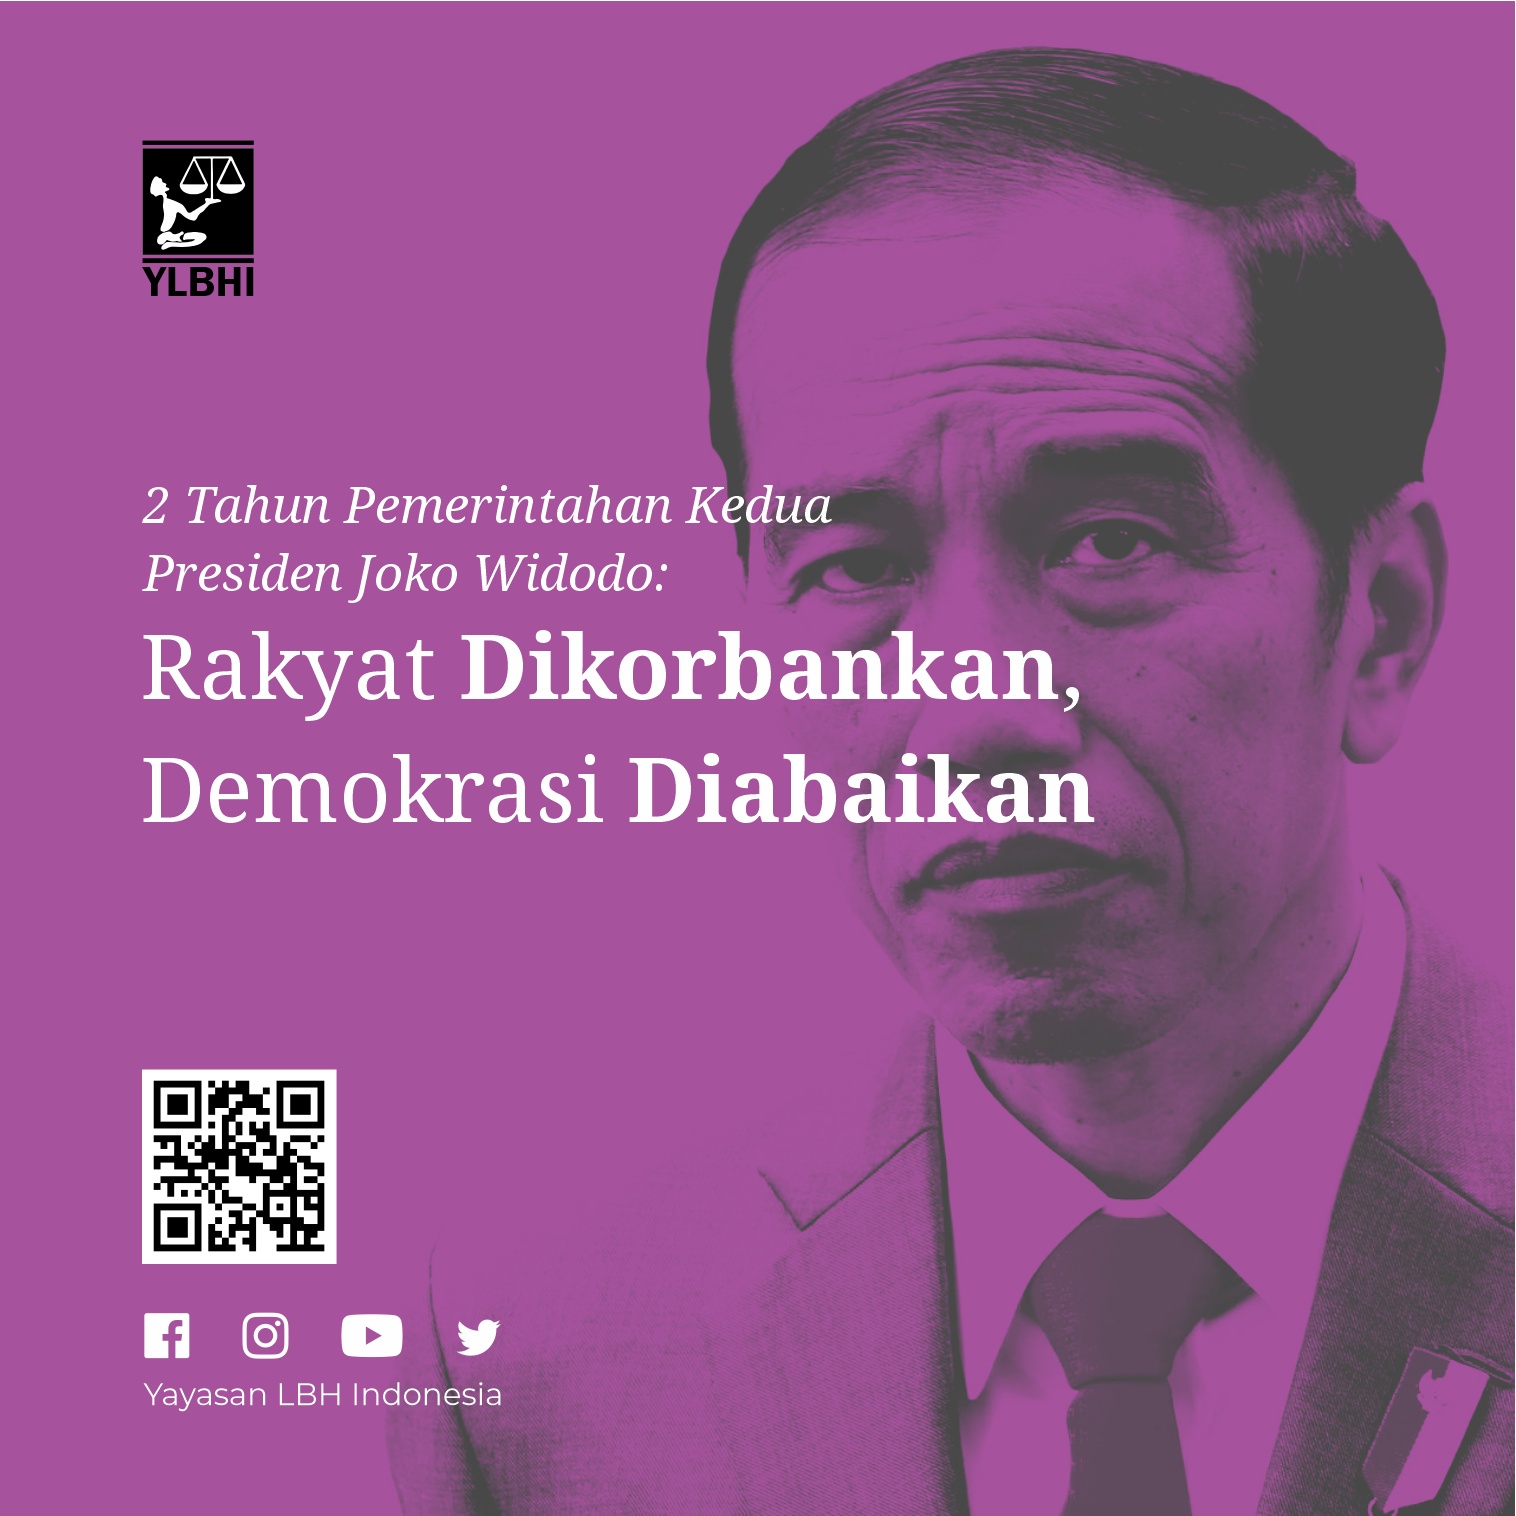 YLBHI
2 Tahun Pemerintahan Kedua
Presiden Joko Widodo:
Rakyat Dikorbankan,
Demokrasi Diabaikan
Yayasan LBH Indonesia